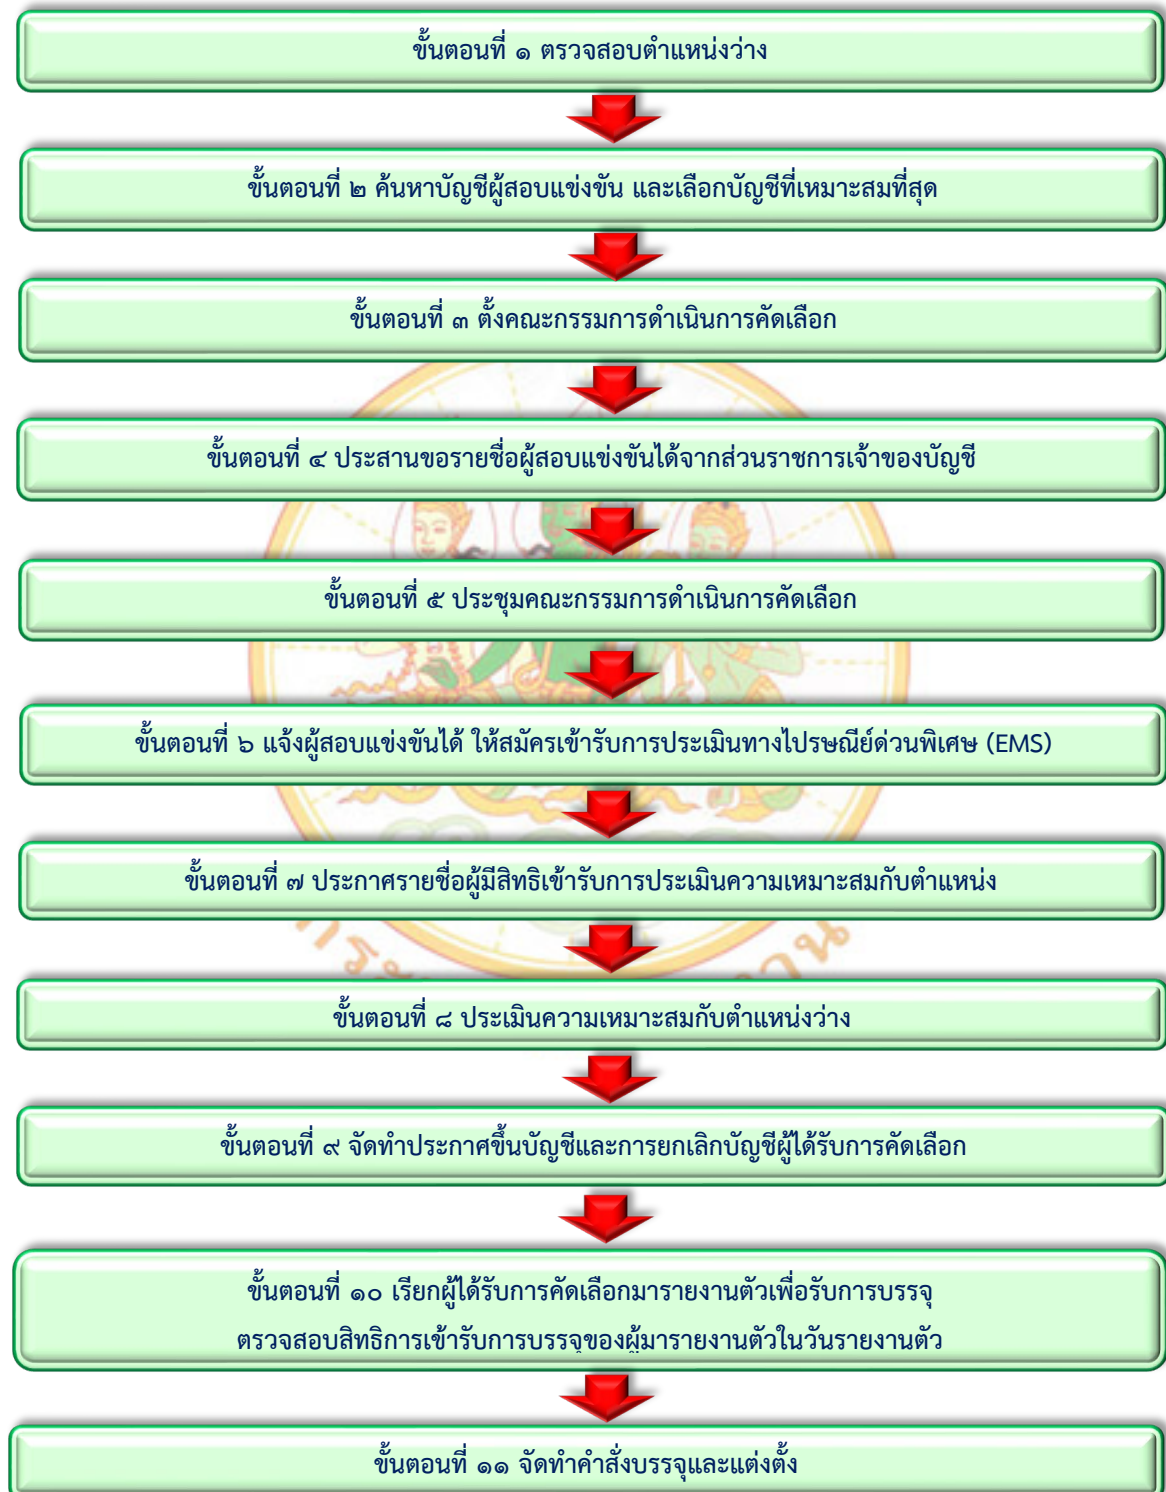 ขั้นตอนที่ ๑ ตรวจสอบตำแหน่งว่าง
ขั้นตอนที่ ๒ ค้นหาบัญชีผู้สอบแข่งขัน และเลือกบัญชีที่เหมาะสมที่สุด
ขั้นตอนที่ ๓ ตั้งคณะกรรมการดำเนินการคัดเลือก
ขั้นตอนที่ ๔ ประสานขอรายชื่อผู้สอบแข่งขันได้จากส่วนราชการเจ้าของบัญชี
ขั้นตอนที่ ๕ ประชุมคณะกรรมการดำเนินการคัดเลือก
ขั้นตอนที่ ๖ แจ้งผู้สอบแข่งขันได้ ให้สมัครเข้ารับการประเมินทางไปรษณีย์ด่วนพิเศษ (EMS)
ขั้นตอนที่ ๗ ประกาศรายชื่อผู้มีสิทธิเข้ารับการประเมินความเหมาะสมกับตำแหน่ง
ขั้นตอนที่ ๘ ประเมินความเหมาะสมกับตำแหน่งว่าง
ขั้นตอนที่ ๙ จัดทำประกาศขึ้นบัญชีและการยกเลิกบัญชีผู้ได้รับการคัดเลือก
ขั้นตอนที่ ๑๐ เรียกผู้ได้รับการคัดเลือกมารายงานตัวเพื่อรับการบรรจุ
ตรวจสอบสิทธิการเข้ารับการบรรจุของผู้มารายงานตัวในวันรายงานตัว
ขั้นตอนที่ ๑๑ จัดทำคำสั่งบรรจุและแต่งตั้ง